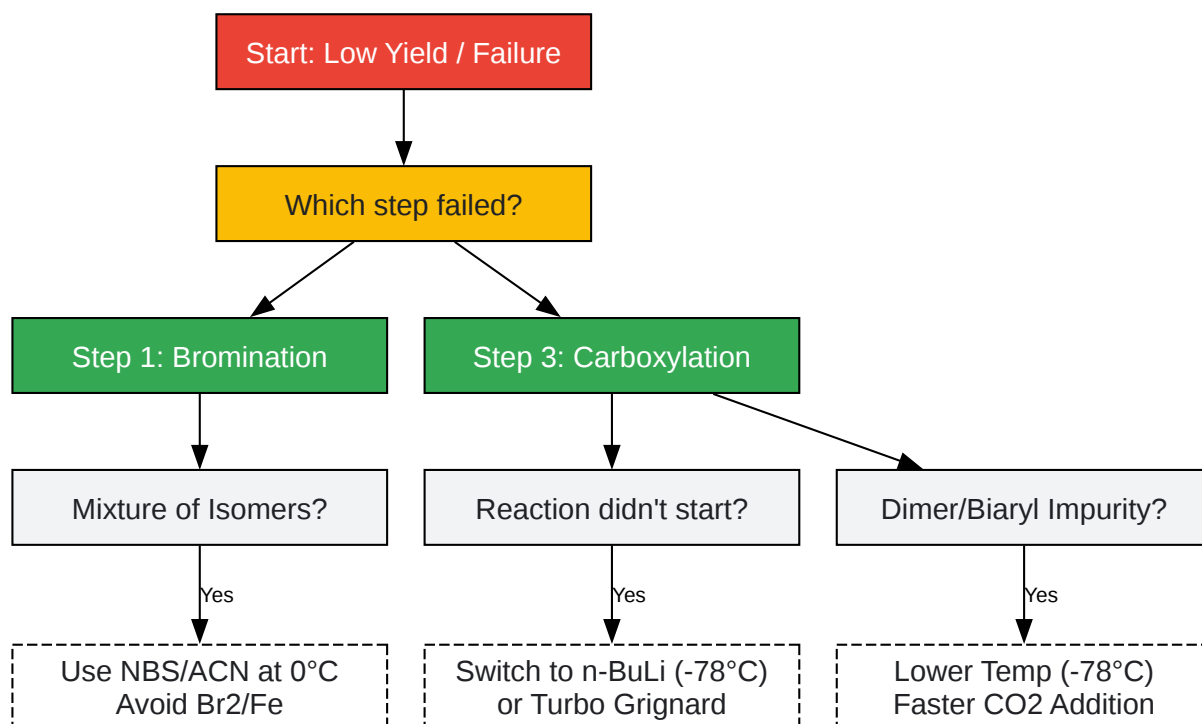 Start: Low Yield / Failure
Which step failed?
Step 1: Bromination
Step 3: Carboxylation
Mixture of Isomers?
Reaction didn't start?
Dimer/Biaryl Impurity?
Yes
Yes
Yes
Use NBS/ACN at 0°C
Avoid Br2/Fe
Switch to n-BuLi (-78°C)
or Turbo Grignard
Lower Temp (-78°C)
Faster CO2 Addition